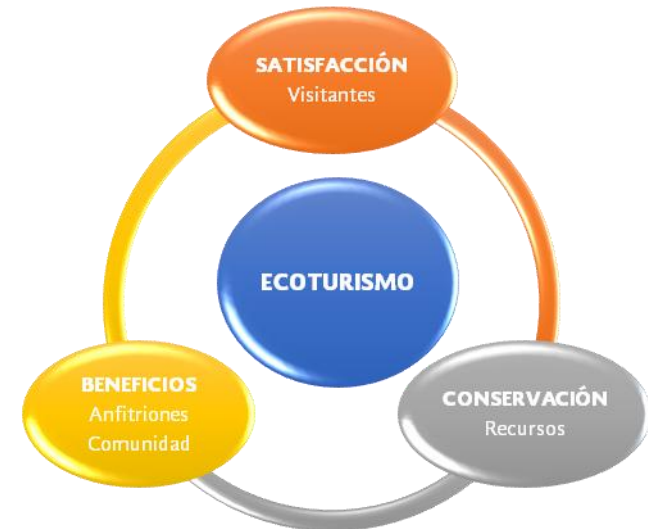 SATISFACCIÓN
Visitantes
ECOTURISMO
BENEFICIOS
Anfitriones
Comunidad
CONSERVACIÓN
Recursos